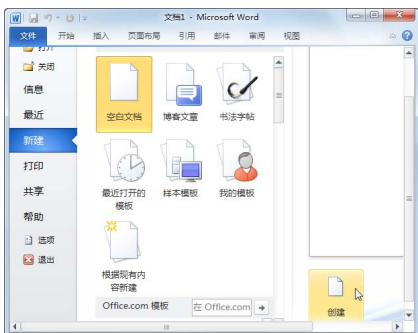 文档1 - Microsoft Word
文件 开始 插入 页面布局 引用 邮件 审阅 视图
打开
关闭
信息
最近
新建
打印
共享
帮助
选项
退出
空白文档 博客文章 书法字帖
最近打开的 样本模板 我的模板
模板
根据现有内
容新建
Office.com 模板 在 Office.com
创建